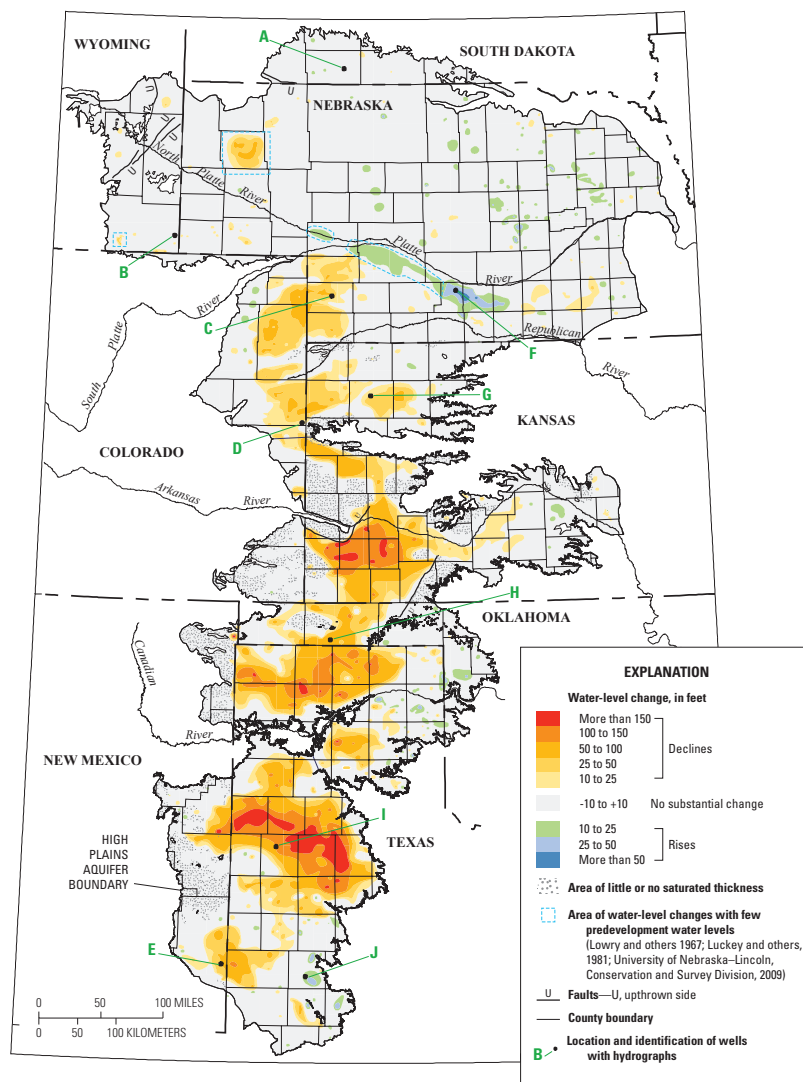 WYOMING
A
SOUTH DAKOTA
U
U
NEBRASKA
U
U
U
North
Platte
River
B
Platte
River
River
C
F
Republican
River
South
Platte
G
COLORADO
D
KANSAS
Arkansas
River
U
H
OKLAHOMA
Canadian
River
NEW MEXICO
I
TEXAS
HIGH
PLAINS
AQUIFER
BOUNDARY
E
J
0 50 100 MILES
0 50 100 KILOMETERS
EXPLANATION
Water-level change, in feet
More than 150
100 to 150
50 to 100
Declines
25 to 50
10 to 25
-10 to +10 No substantial change
10 to 25
25 to 50
Rises
More than 50
Area of little or no saturated thickness
Area of water-level changes with few
predevelopment water levels
(Lowry and others 1967; Luckey and others,
1981; University of Nebraska–Lincoln,
Conservation and Survey Division, 2009)
U
Faults—U, upthrown side
County boundary
B
Location and identification of wells
with hydrographs